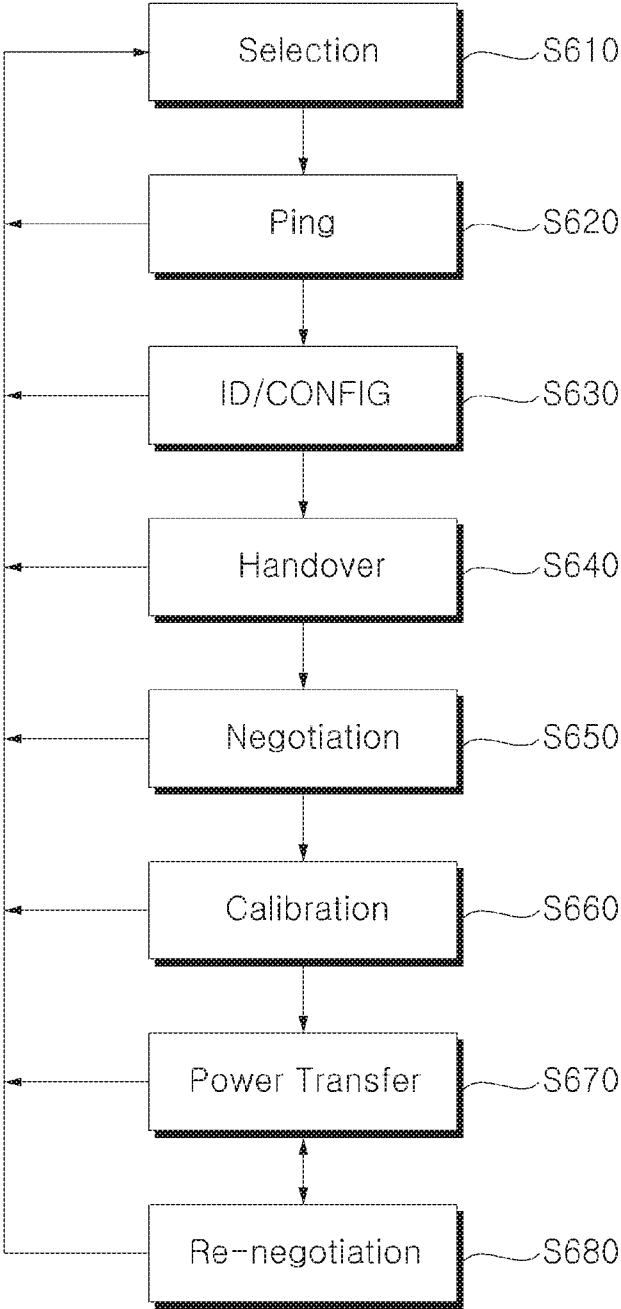 Selection
S610
Ping
S620
ID/CONFIG
S630
Handover
S640
Negotiation
S650
Calibration
S660
Power Transfer
S670
Re-negotiation
S680